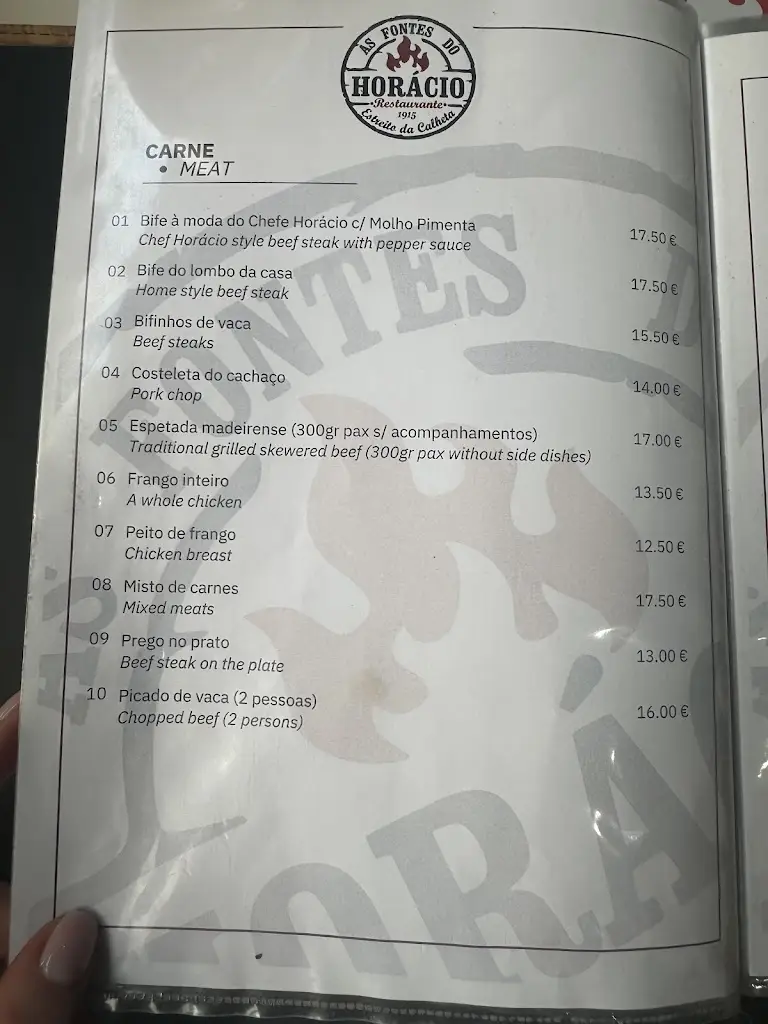 ÀS FONTES DO
HORÁCIO
Restaurante
1915
Estreito da Calheta
CARNE
• MEAT
01 Bife à moda do Chefe Horácio c/ Molho Pimenta 17.50 €
Chef Horácio style beef steak with pepper sauce
02 Bife do lombo da casa 17.50 €
Home style beef steak
03 Bifinhos de vaca 15.50 €
Beef steaks
04 Costeleta do cachaço 14.00 €
Pork chop
05 Espetada madeirense (300gr pax s/ acompanhamentos) 17.00 €
Traditional grilled skewered beef (300gr pax without side dishes)
06 Frango inteiro 13.50 €
A whole chicken
07 Peito de frango 12.50 €
Chicken breast
08 Misto de carnes 17.50 €
Mixed meats
09 Prego no prato 13.00 €
Beef steak on the plate
10 Picado de vaca (2 pessoas) 16.00 €
Chopped beef (2 persons)